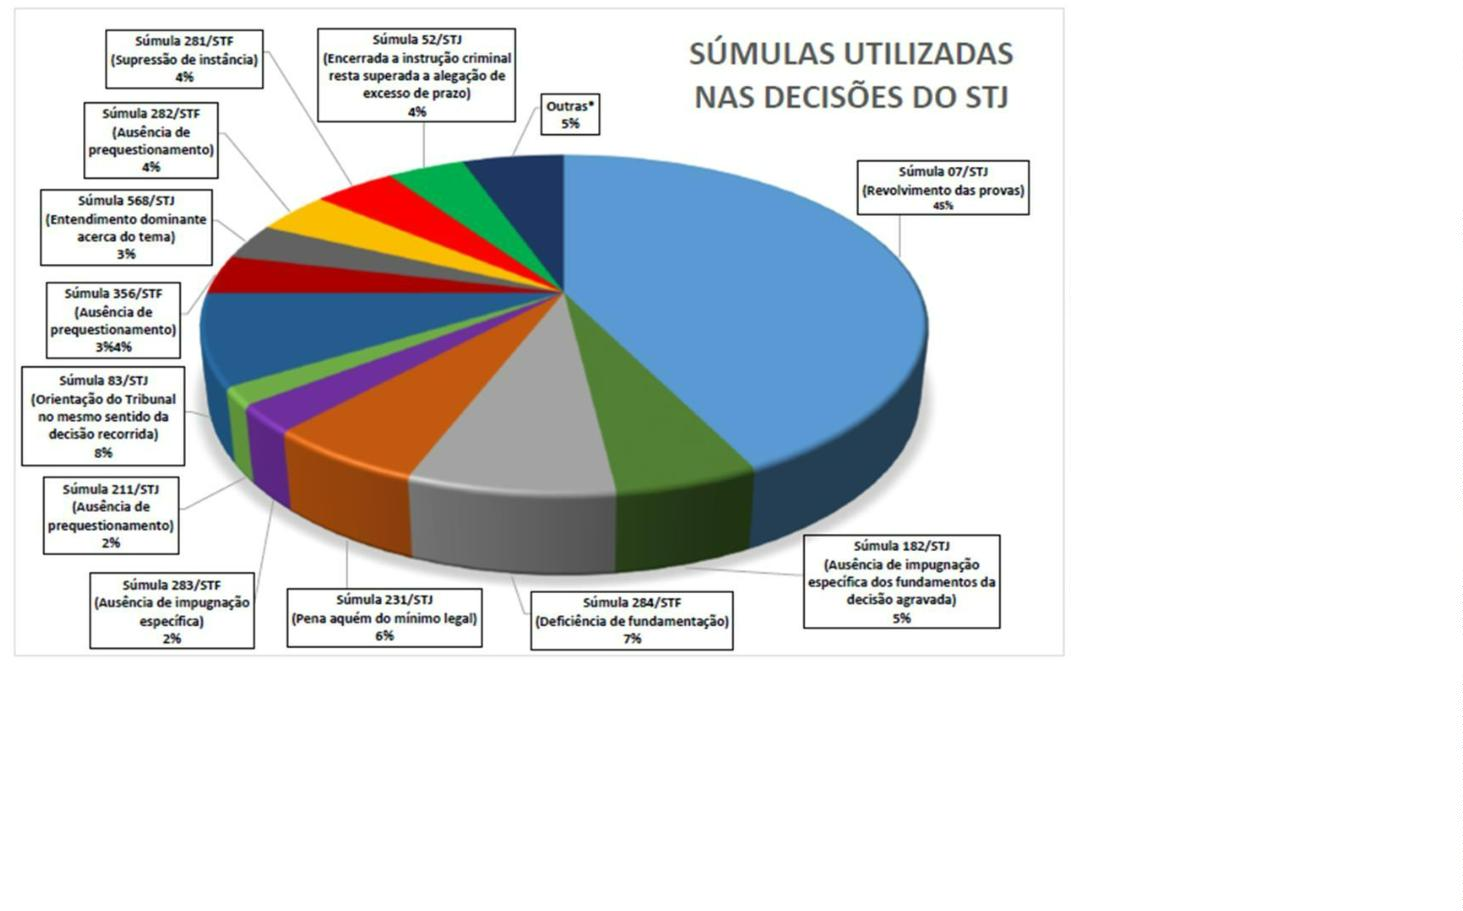 SÚMULAS UTILIZADAS
NAS DECISÕES DO STJ
Súmula 281/STF
(Supressão de instância)
4%
Súmula 52/STJ
(Encerrada a instrução criminal
resta superada a alegação de
excesso de prazo)
4%
Outras*
5%
Súmula 282/STF
(Ausência de
prequestionamento)
4%
Súmula 07/STJ
(Revolvimento das provas)
45%
Súmula 568/STJ
(Entendimento dominante
acerca do tema)
3%
Súmula 356/STF
(Ausência de
prequestionamento)
3%4%
Súmula 83/STJ
(Orientação do Tribunal
no mesmo sentido da
decisão recorrida)
8%
Súmula 211/STJ
(Ausência de
prequestionamento)
2%
Súmula 283/STF
(Ausência de impugnação
específica)
2%
Súmula 231/STJ
(Pena aquém do mínimo legal)
6%
Súmula 284/STF
(Deficiência de fundamentação)
7%
Súmula 182/STJ
(Ausência de impugnação
específica dos fundamentos da
decisão agravada)
5%